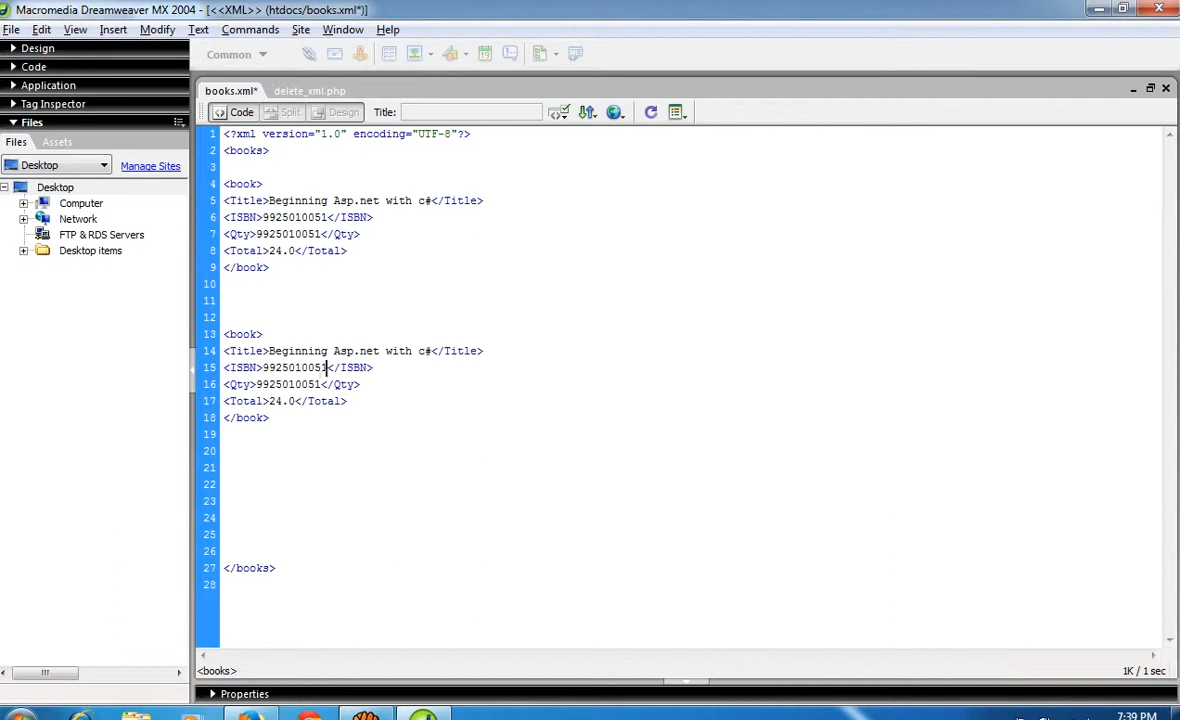 Macromedia Dreamweaver MX 2004 - [<<XML>> (htdocs/books.xml*)]
File Edit View Insert Modify Text Commands Site Window Help
Design
Code
Application
Tag Inspector
Files
Files Assets
Desktop Manage Sites
Desktop
Computer
Network
FTP & RDS Servers
Desktop items
Common
books.xml* delete_xml.php
Code Split Design Title:
1 <?xml version="1.0" encoding="UTF-8"?>
2 <books>
3
4 <book>
5 <Title>Beginning Asp.net with c#</Title>
6 <ISBN>9925010051</ISBN>
7 <Qty>9925010051</Qty>
8 <Total>24.0</Total>
9 </book>
10
11
12
13 <book>
14 <Title>Beginning Asp.net with c#</Title>
15 <ISBN>9925010051</ISBN>
16 <Qty>9925010051</Qty>
17 <Total>24.0</Total>
18 </book>
19
20
21
22
23
24
25
26
27 </books>
28
<books> 1K / 1 sec
Properties
7:39 PM